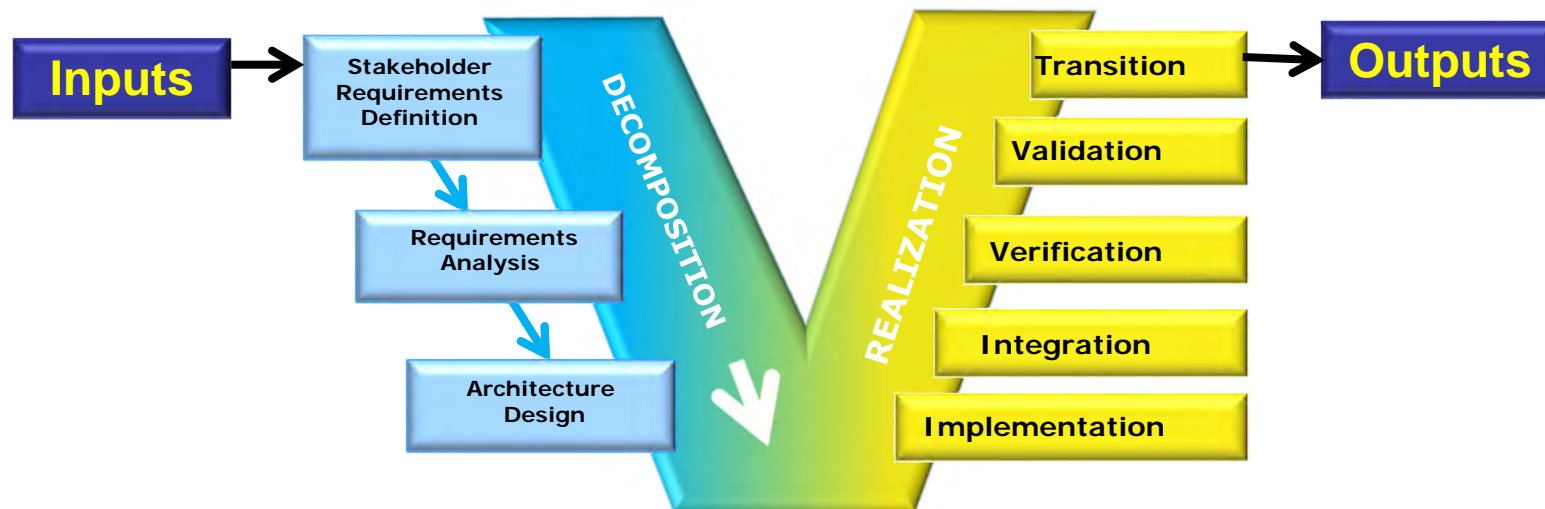 Inputs
Stakeholder
Requirements
Definition
Requirements
Analysis
Architecture
Design
DECOMPOSITION
REALIZATION
Transition
Validation
Verification
Integration
Implementation
Outputs